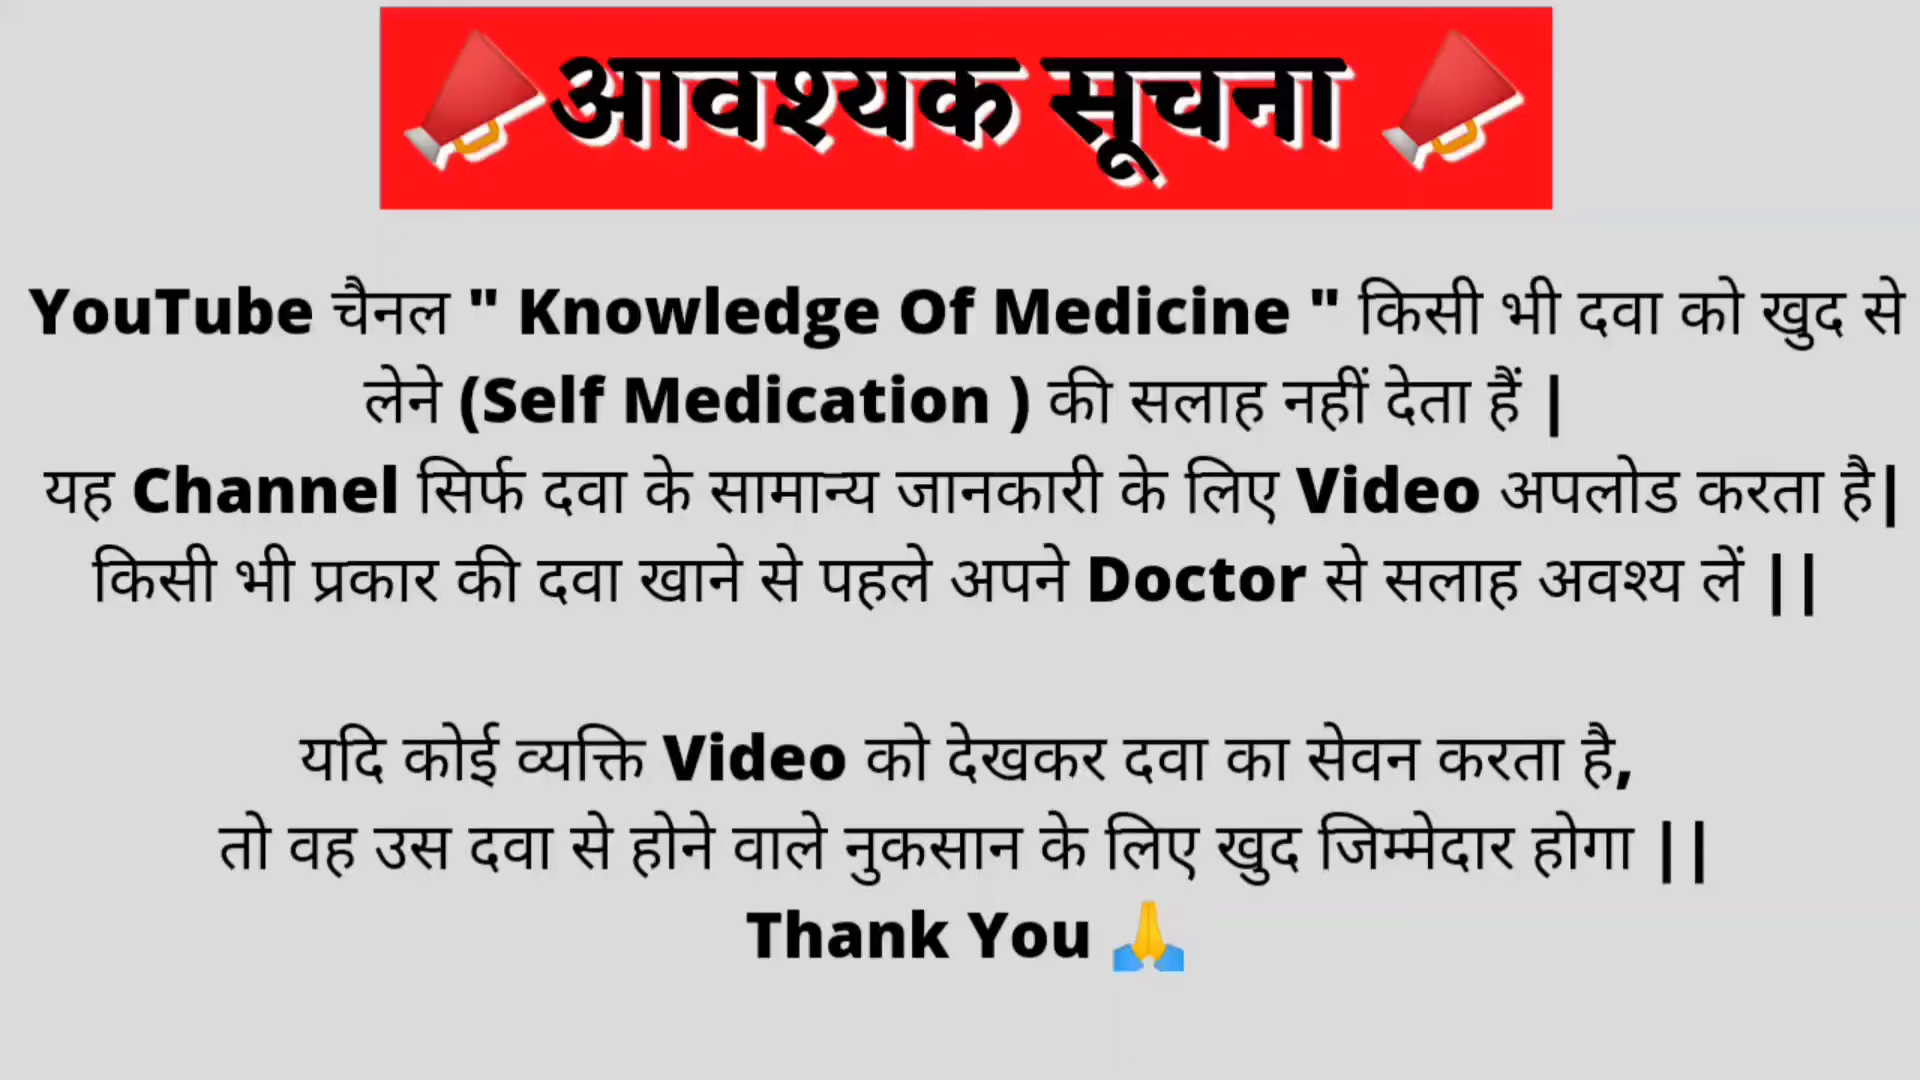 📣आवश्यक सूचना 📣
YouTube चैनल " Knowledge Of Medicine " किसी भी दवा को खुद से
लेने (Self Medication ) की सलाह नहीं देता हैं |
यह Channel सिर्फ दवा के सामान्य जानकारी के लिए Video अपलोड करता है|
किसी भी प्रकार की दवा खाने से पहले अपने Doctor से सलाह अवश्य लें ||
यदि कोई व्यक्ति Video को देखकर दवा का सेवन करता है,
तो वह उस दवा से होने वाले नुकसान के लिए खुद जिम्मेदार होगा ||
Thank You 🙏